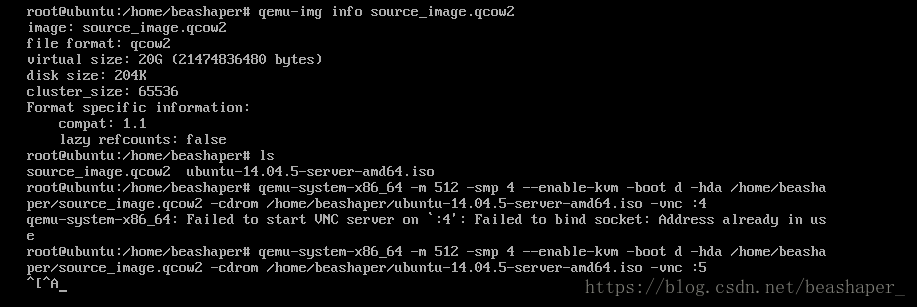 root@ubuntu:/home/beashaper# qemu-img info source_image.qcow2
image: source_image.qcow2
file format: qcow2
virtual size: 20G (21474836480 bytes)
disk size: 204K
cluster_size: 65536
Format specific information:
    compat: 1.1
    lazy refcounts: false
root@ubuntu:/home/beashaper# ls
source_image.qcow2  ubuntu-14.04.5-server-amd64.iso
root@ubuntu:/home/beashaper# qemu-system-x86_64 -m 512 -smp 4 --enable-kvm -boot d -hda /home/beasha
per/source_image.qcow2 -cdrom /home/beashaper/ubuntu-14.04.5-server-amd64.iso -vnc :4
qemu-system-x86_64: Failed to start VNC server on `:4': Failed to bind socket: Address already in us
e
root@ubuntu:/home/beashaper# qemu-system-x86_64 -m 512 -smp 4 --enable-kvm -boot d -hda /home/beasha
per/source_image.qcow2 -cdrom /home/beashaper/ubuntu-14.04.5-server-amd64.iso -vnc :5
^[^A_
https://blog.csdn.net/beashaper_